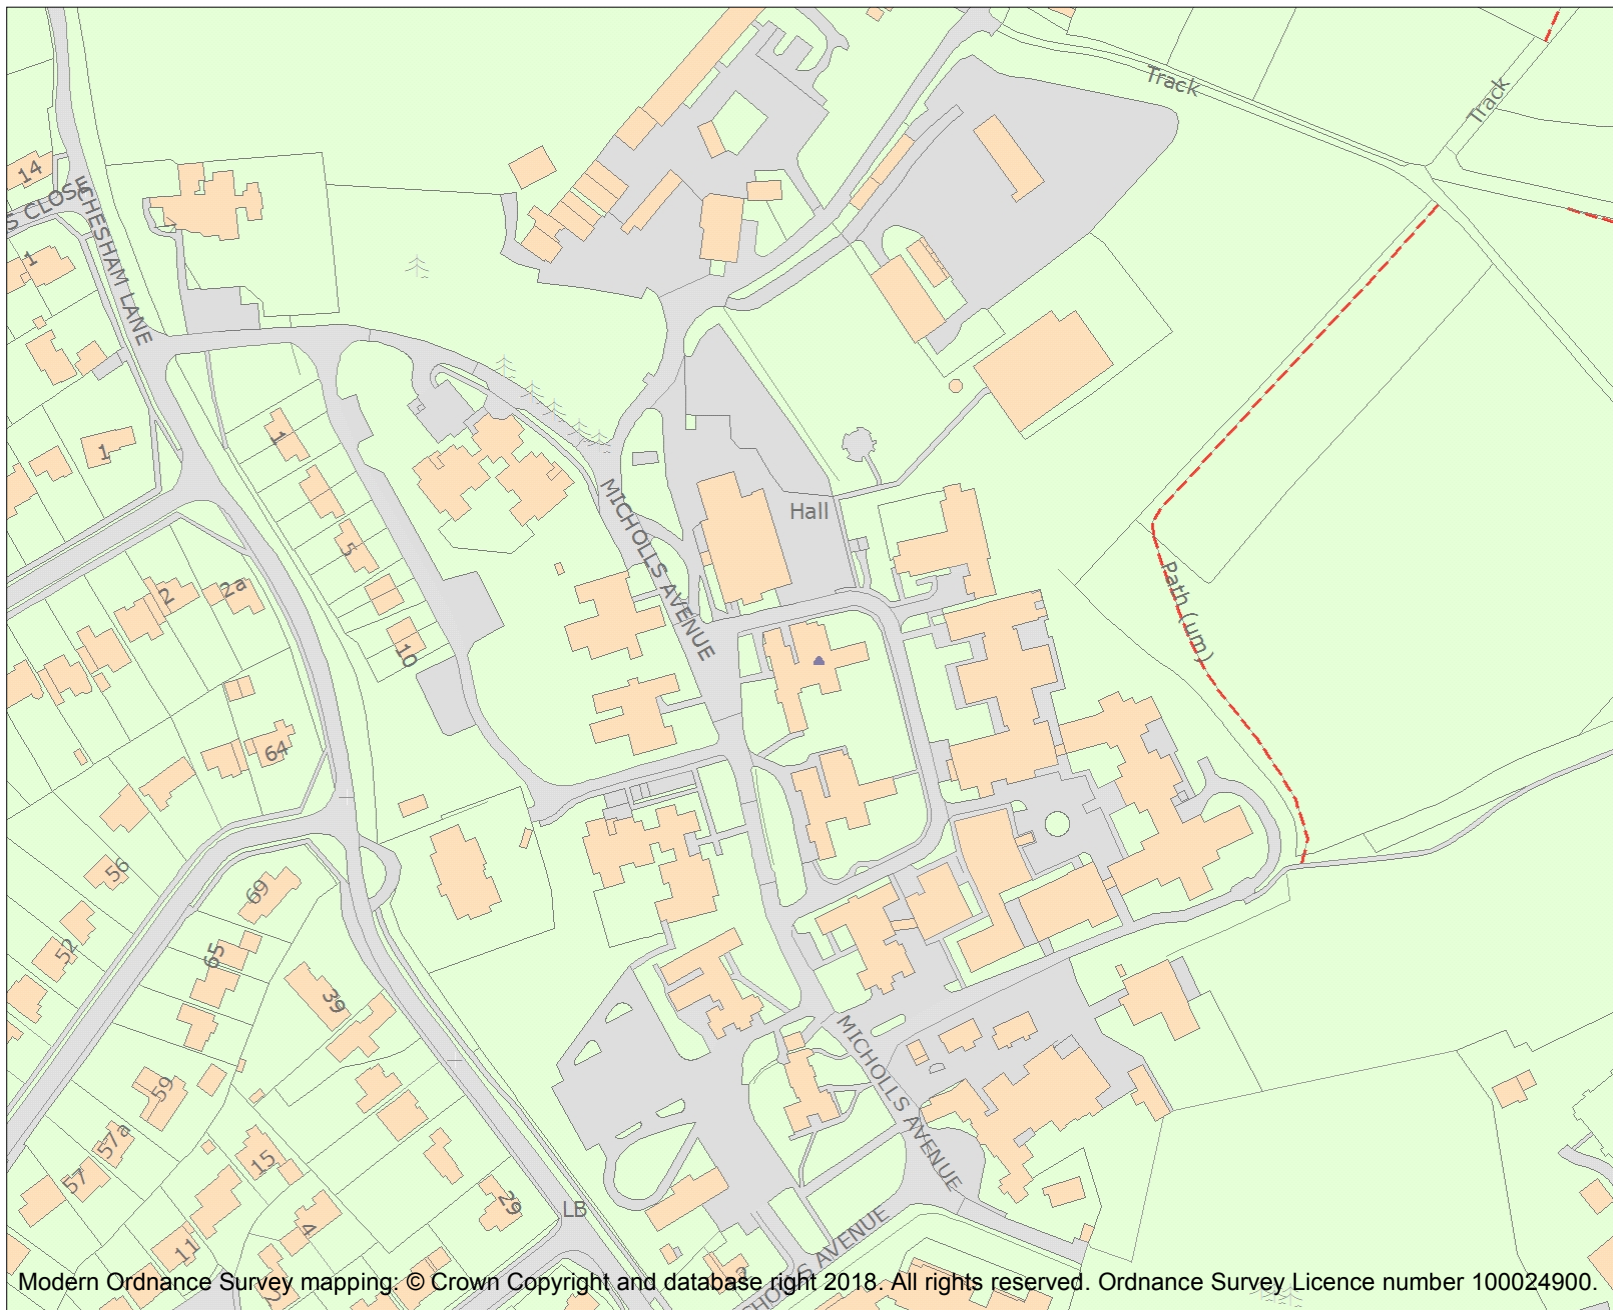 Track
Track
14
S CLOSE
CHESHAM LANE
1
1
1
5
MICHOLLS AVENUE
Hall
Path (um)
2
2a
10
64
56
69
52
65
39
MICHOLLS AVENUE
59
57a
57
15
29
LB
4
11
2
CHOLLS AVENUE
Modern Ordnance Survey mapping: © Crown Copyright and database right 2018. All rights reserved. Ordnance Survey Licence number 100024900.